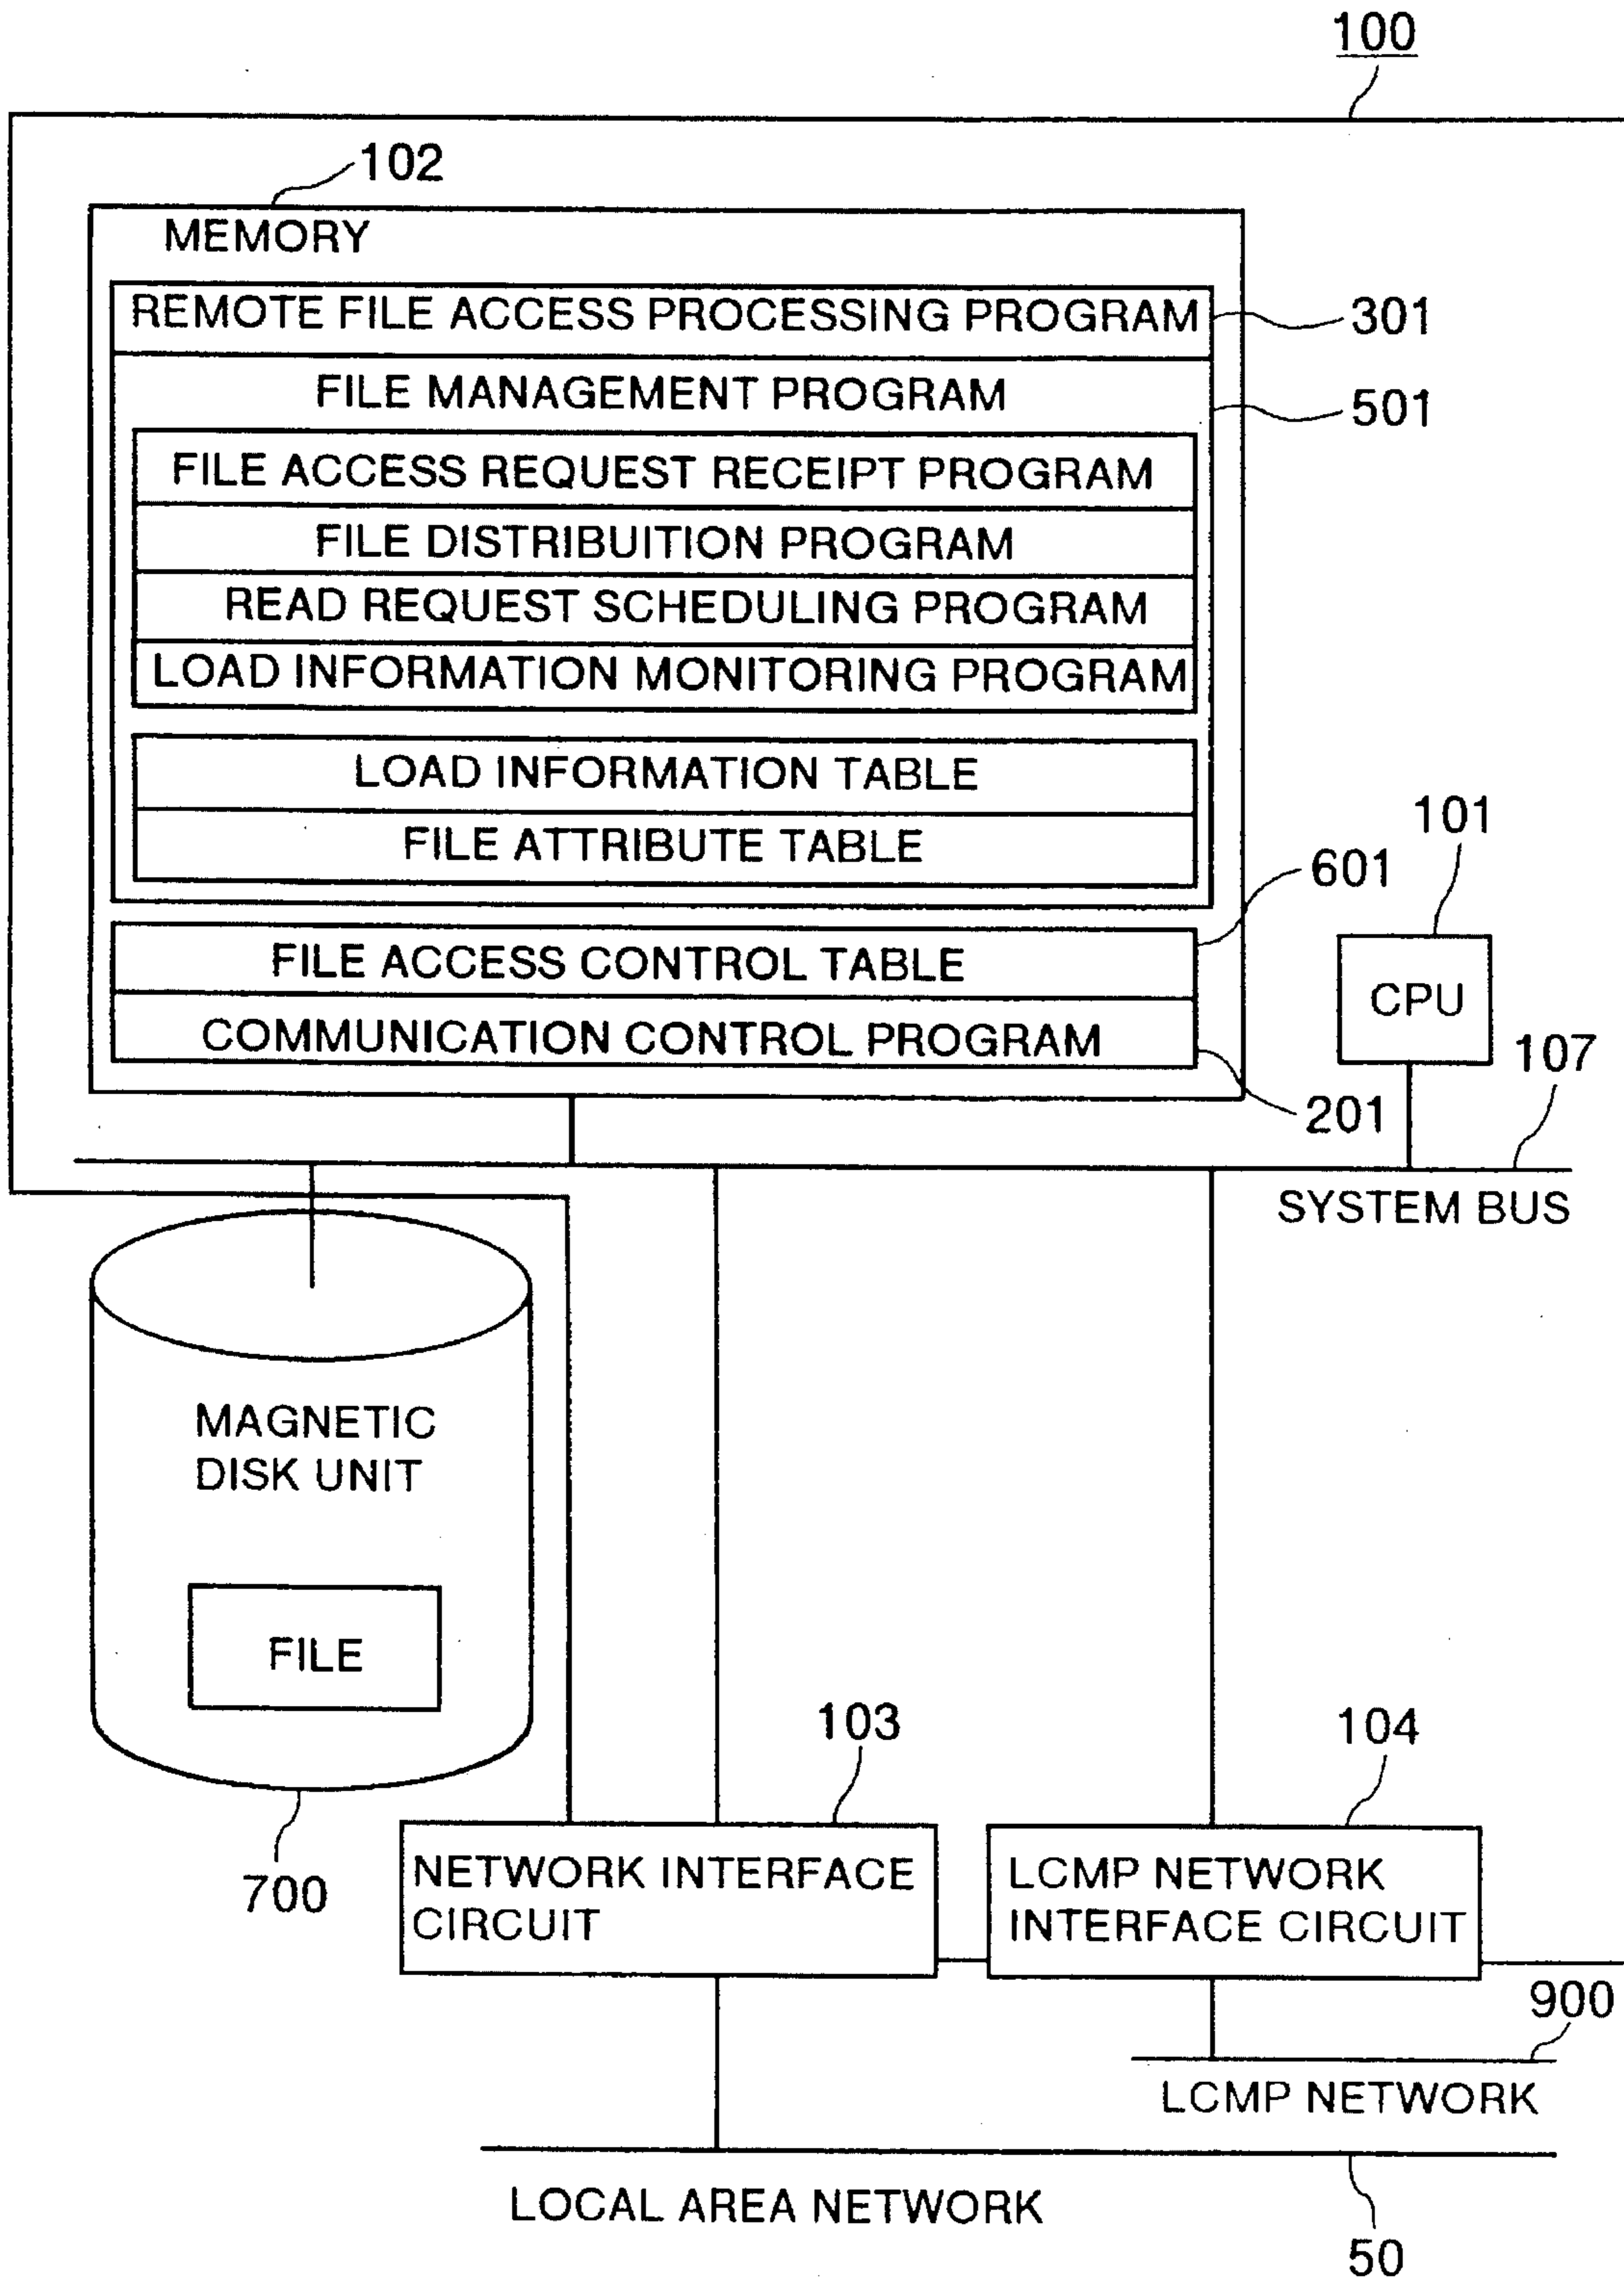 100
102
MEMORY
REMOTE FILE ACCESS PROCESSING PROGRAM
301
FILE MANAGEMENT PROGRAM
501
FILE ACCESS REQUEST RECEIPT PROGRAM
FILE DISTRIBUITION PROGRAM
READ REQUEST SCHEDULING PROGRAM
LOAD INFORMATION MONITORING PROGRAM
LOAD INFORMATION TABLE
FILE ATTRIBUTE TABLE
101
601
FILE ACCESS CONTROL TABLE
CPU
COMMUNICATION CONTROL PROGRAM
107
201
SYSTEM BUS
MAGNETIC
DISK UNIT
FILE
103
104
700
NETWORK INTERFACE
CIRCUIT
LCMP NETWORK
INTERFACE CIRCUIT
900
LCMP NETWORK
LOCAL AREA NETWORK
50